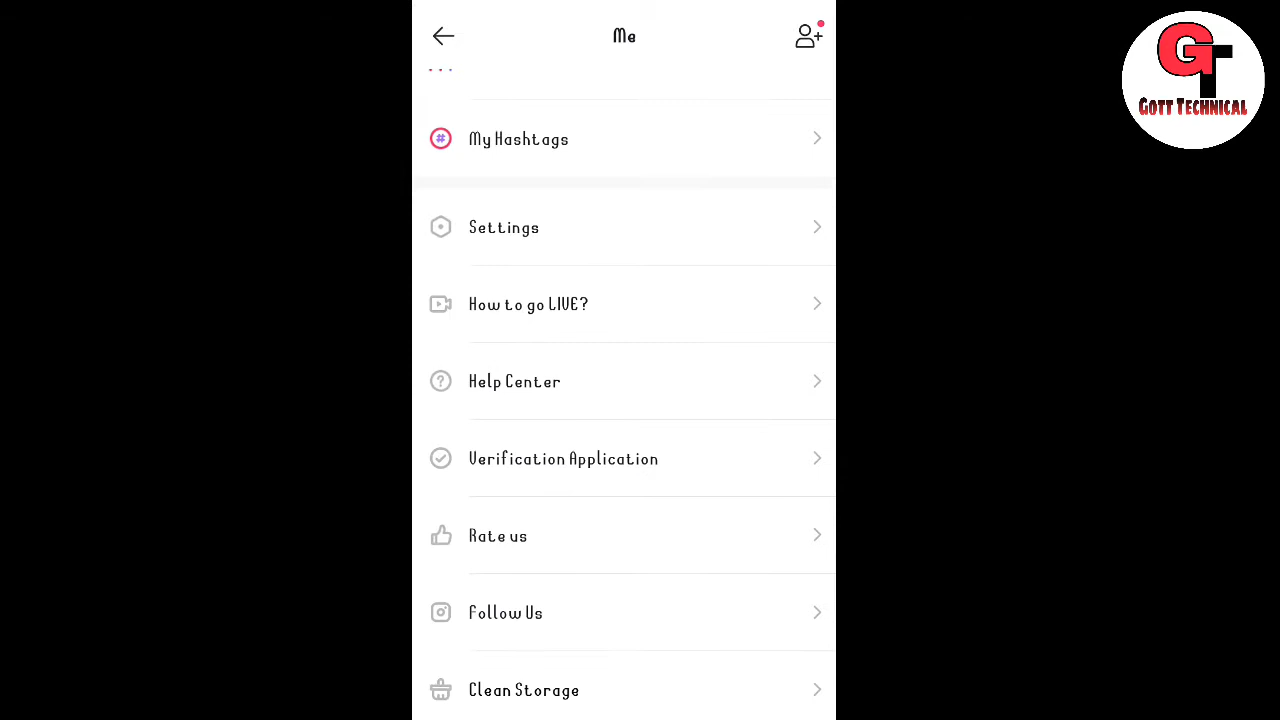 Me
GT
GOTT TECHNICAL
My Hashtags
Settings
How to go LIVE?
Help Center
Verification Application
Rate us
Follow Us
Clean Storage